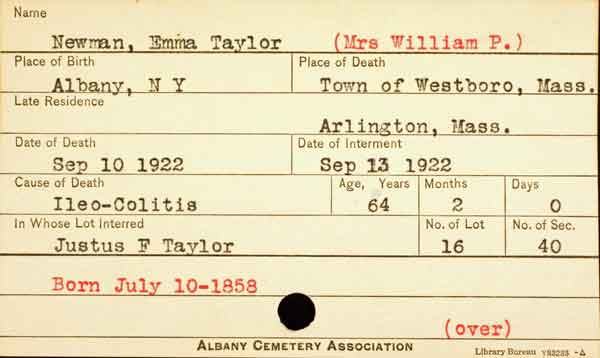 Name
Newman, Emma Taylor (Mrs William P.)
Place of Birth Place of Death
Albany, N Y Town of Westboro, Mass.
Late Residence
Arlington, Mass.
Date of Death Date of Interment
Sep 10 1922 Sep 13 1922
Cause of Death Age, Years Months Days
Ileo-Colitis 64 2 0
In Whose Lot Interred No. of Lot No. of Sec.
Justus F Taylor 16 40
Born July 10-1858
(over)
ALBANY CEMETERY ASSOCIATION
Library Bureau